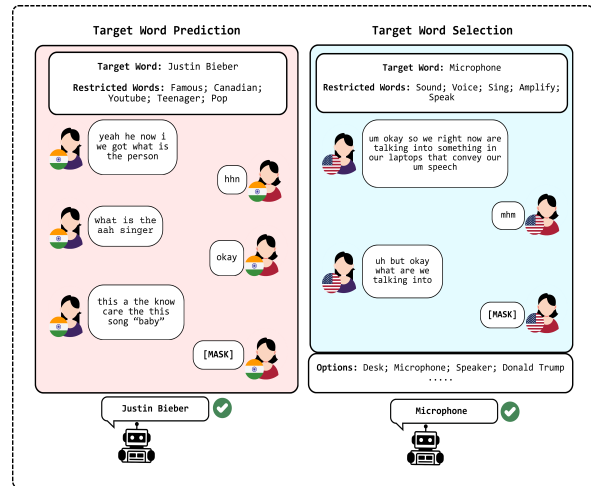 Target Word Prediction
Target Word: Justin Bieber
Restricted Words: Famous; Canadian;
Youtube; Teenager; Pop
yeah he now i
we got what is
the person
hhn
what is the
aah singer
okay
this a the know
care the this
song “baby”
[MASK]
Justin Bieber
Target Word Selection
Target Word: Microphone
Restricted Words: Sound; Voice; Sing; Amplify;
Speak
um okay so we right now are
talking into something in
our laptops that convey our
um speech
mhm
uh but okay
what are we
talking into
[MASK]
Options: Desk; Microphone; Speaker; Donald Trump
.....
Microphone